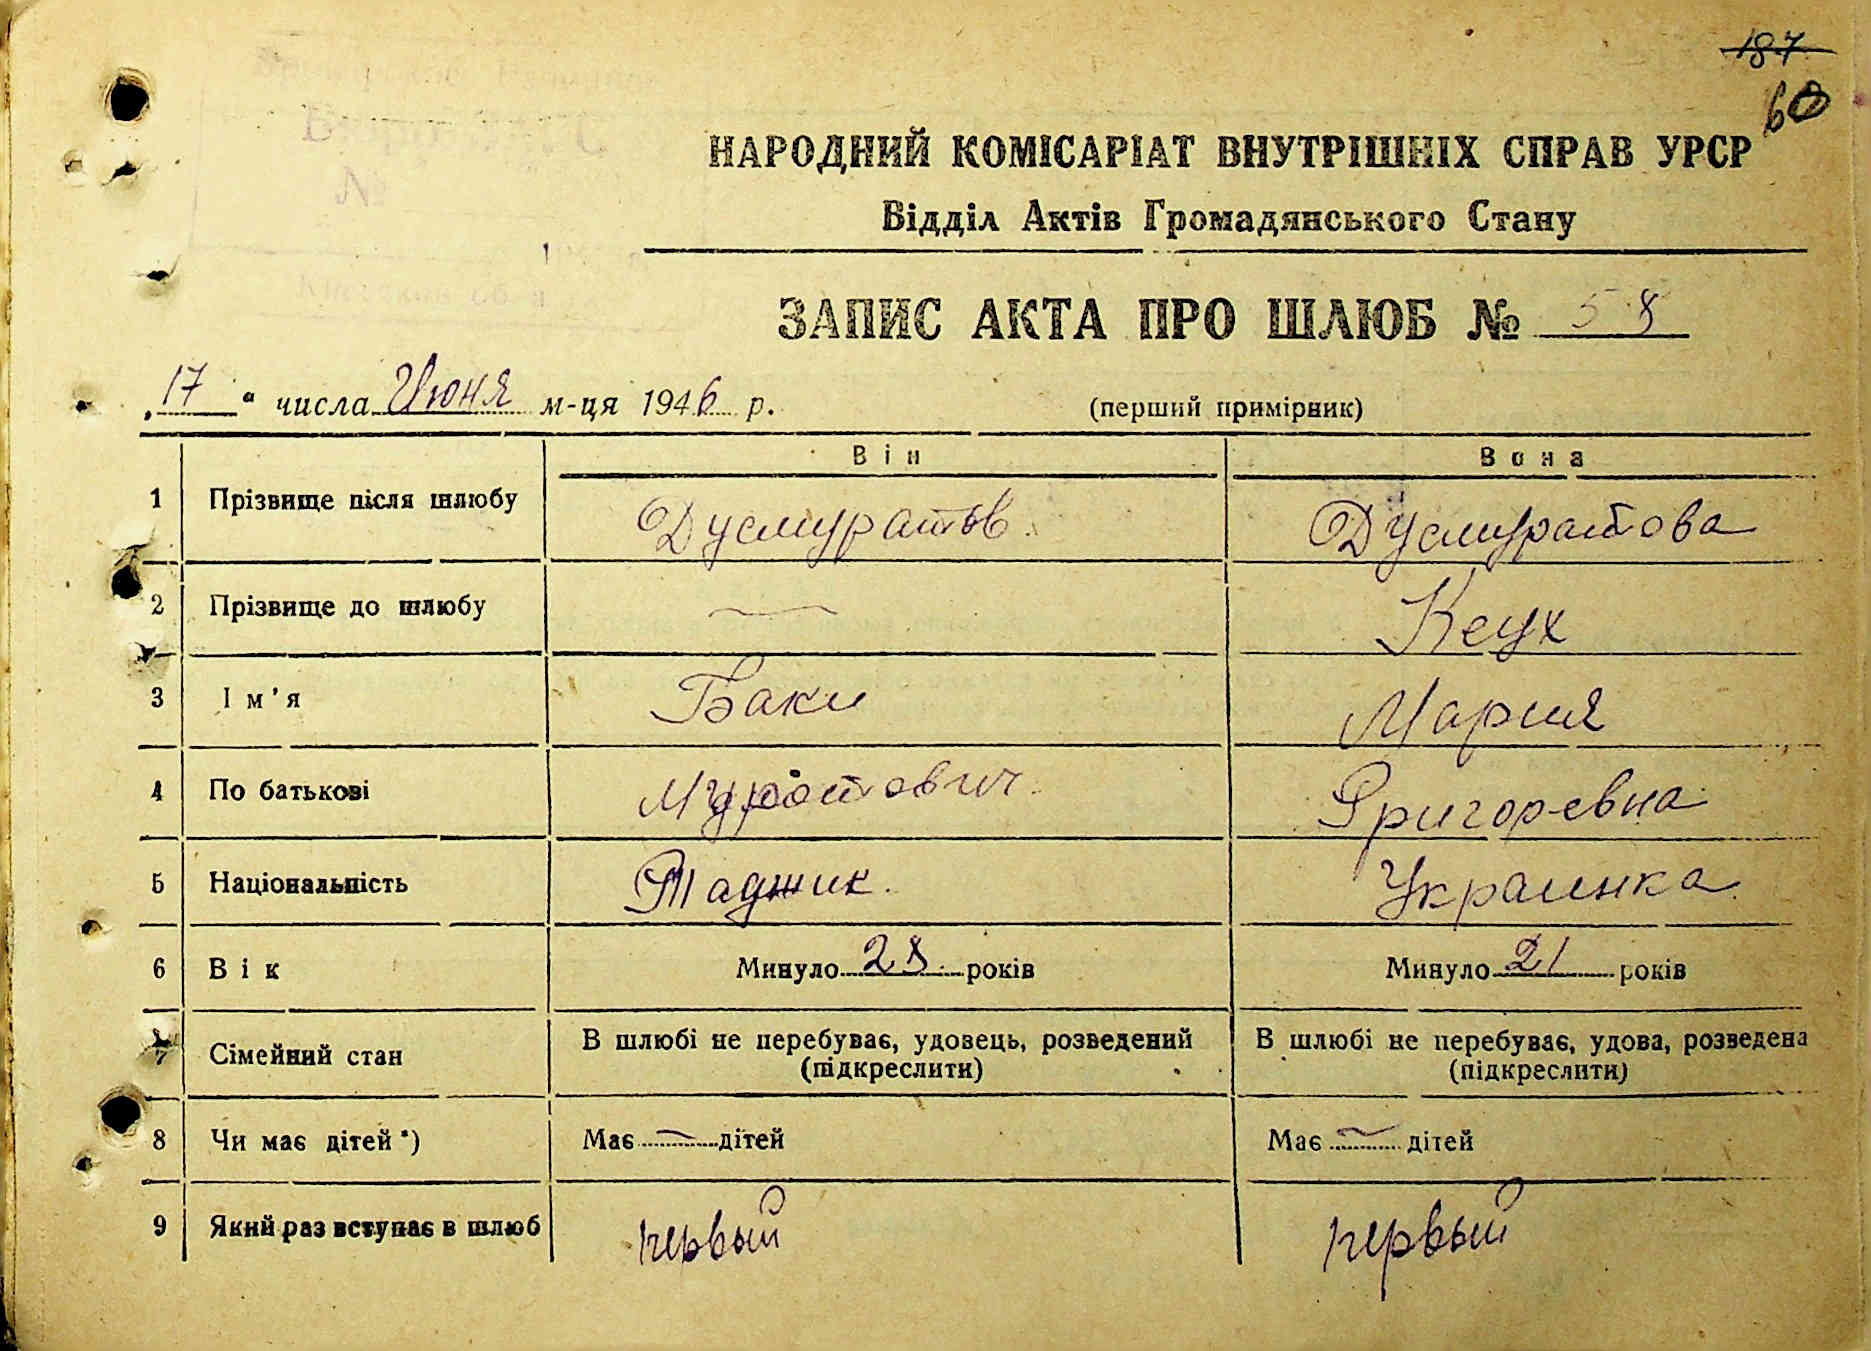 187
60
НАРОДНИЙ КОМІСАРІАТ ВНУТРІШНІХ СПРАВ УРСР
Відділ Актів Громадянського Стану
ЗАПИС АКТА ПРО ШЛЮБ № 58
„17“ числа Июня м-ця 1946 р. (перший примірник)
Він Вона
1 Прізвище після шлюбу Дусмуратов Дусмуратова
2 Прізвище до шлюбу — Кеух
3 Ім'я Баки Мария
4 По батькові Муратович Григоревна
5 Національність Таджик Украинка
6 Вік Минуло 28 років Минуло 21 років
7 Сімейний стан В шлюбі не перебуває, удовець, розведений В шлюбі не перебуває, удова, розведена
(підкреслити) (підкреслити)
8 Чи має дітей *) Має — дітей Має — дітей
9 Який раз вступає в шлюб первый первый